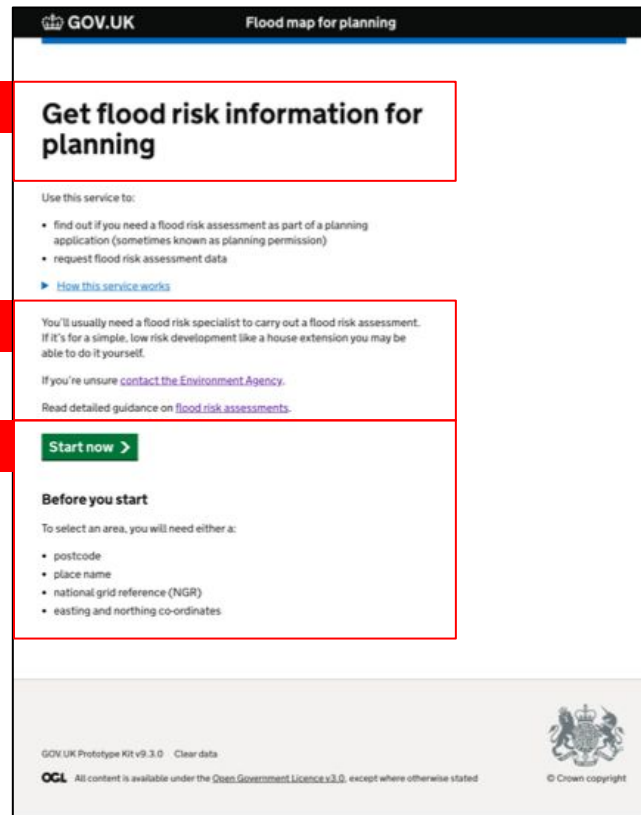 GOV.UK Flood map for planning
Get flood risk information for
planning
Use this service to:
• find out if you need a flood risk assessment as part of a planning
application (sometimes known as planning permission)
• request flood risk assessment data
How this service works
You'll usually need a flood risk specialist to carry out a flood risk assessment.
If it's for a simple, low risk development like a house extension you may be
able to do it yourself.
If you're unsure contact the Environment Agency.
Read detailed guidance on flood risk assessments.
Start now
Before you start
To select an area, you will need either a:
• postcode
• place name
• national grid reference (NGR)
• easting and northing co-ordinates
GOV.UK Prototype Kit v9.3.0 Clear data
OGL All content is available under the Open Government Licence v3.0, except where otherwise stated
© Crown copyright